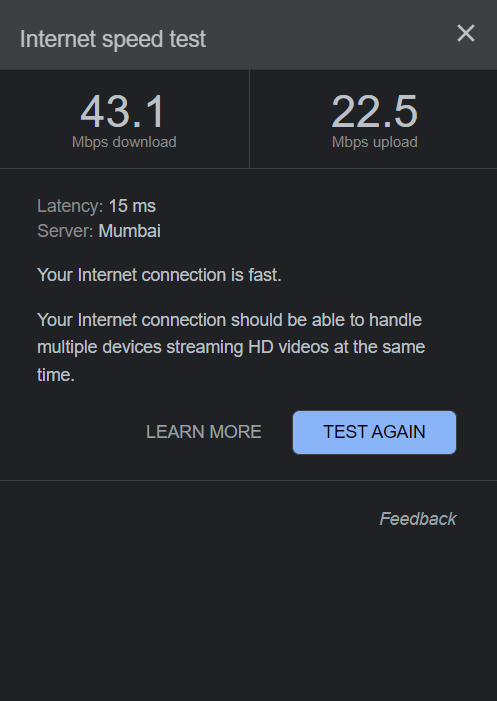 Internet speed test
43.1
Mbps download
22.5
Mbps upload
Latency: 15 ms
Server: Mumbai
Your Internet connection is fast.
Your Internet connection should be able to handle
multiple devices streaming HD videos at the same
time.
LEARN MORE
TEST AGAIN
Feedback